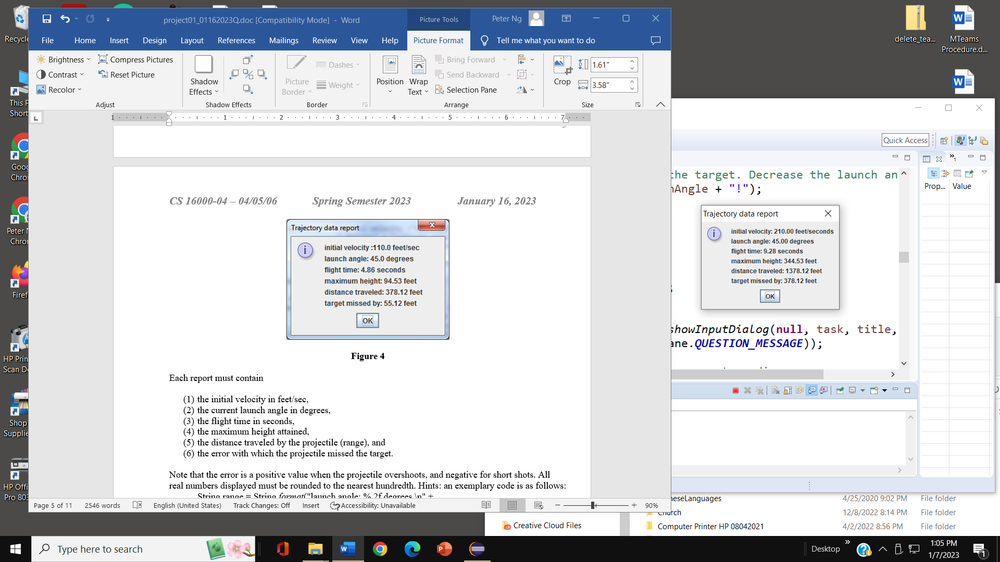 project01_01162023Q.doc [Compatibility Mode] - Word
Picture Tools
Peter Ng
File Home Insert Design Layout References Mailings Review View Help Picture Format Tell me what you want to do
Brightness
Contrast
Recolor
Compress Pictures
Reset Picture
Adjust
Shadow
Effects
Shadow Effects
Picture
Border
Dashes
Weight
Border
Position
Wrap
Text
Bring Forward
Send Backward
Selection Pane
Arrange
Crop
1.61"
3.58"
Size
L
1 1 2 3 4 5 6 7
CS 16000-04 – 04/05/06 Spring Semester 2023 January 16, 2023
Trajectory data report
initial velocity :110.0 feet/sec
launch angle: 45.0 degrees
flight time: 4.86 seconds
maximum height: 94.53 feet
distance traveled: 378.12 feet
target missed by: 55.12 feet
OK
Figure 4
Each report must contain
(1) the initial velocity in feet/sec,
(2) the current launch angle in degrees,
(3) the flight time in seconds,
(4) the maximum height attained,
(5) the distance traveled by the projectile (range), and
(6) the error with which the projectile missed the target.
Note that the error is a positive value when the projectile overshoots, and negative for short shots. All
real numbers displayed must be rounded to the nearest hundredth. Hints: an exemplary code is as follows:
String range = String.format("launch angle: %.2f degrees \n" +
Page 5 of 11 2546 words English (United States) Track Changes: Off Insert Accessibility: Unavailable 90%
Quick Access
the target. Decrease the launch an
nAngle + "!");
Prop... Value
Trajectory data report
initial velocity: 210.00 feet/seconds
launch angle: 45.00 degrees
flight time: 9.28 seconds
maximum height: 344.53 feet
distance traveled: 1378.12 feet
target missed by: 378.12 feet
OK
showInputDialog(null, task, title,
ane.QUESTION_MESSAGE));
neseLanguages 4/25/2020 9:02 PM File folder
Church 12/8/2022 8:14 PM File folder
Computer Printer HP 08042021 4/2/2022 8:56 PM File folder
Creative Cloud Files
Recycle
This P
Short
Goog
Chro
Peter N
Chro
Firef
HP Prin
Scan Do
Shop
Supplie
HP Offi
Pro 803
delete_tea...
MTeams
Procedure.d...
Type here to search
Desktop
1:05 PM
1/7/2023
1